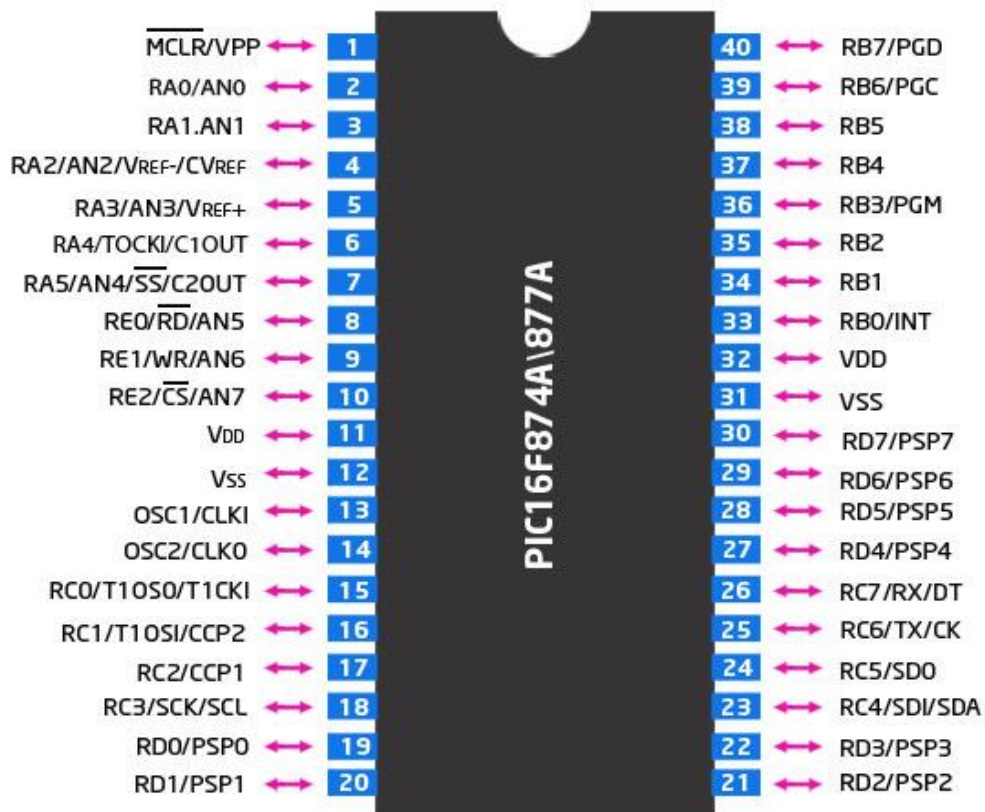 MCLR/VPP 1
RA0/AN0 2
RA1.AN1 3
RA2/AN2/VREF-/CVREF 4
RA3/AN3/VREF+ 5
RA4/TOCKI/C1OUT 6
RA5/AN4/SS/C2OUT 7
RE0/RD/AN5 8
RE1/WR/AN6 9
RE2/CS/AN7 10
VDD 11
Vss 12
OSC1/CLKI 13
OSC2/CLKO 14
RC0/T1OSO/T1CKI 15
RC1/T1OSI/CCP2 16
RC2/CCP1 17
RC3/SCK/SCL 18
RD0/PSP0 19
RD1/PSP1 20
PIC16F874A\877A
40 RB7/PGD
39 RB6/PGC
38 RB5
37 RB4
36 RB3/PGM
35 RB2
34 RB1
33 RB0/INT
32 VDD
31 VSS
30 RD7/PSP7
29 RD6/PSP6
28 RD5/PSP5
27 RD4/PSP4
26 RC7/RX/DT
25 RC6/TX/CK
24 RC5/SDO
23 RC4/SDI/SDA
22 RD3/PSP3
21 RD2/PSP2